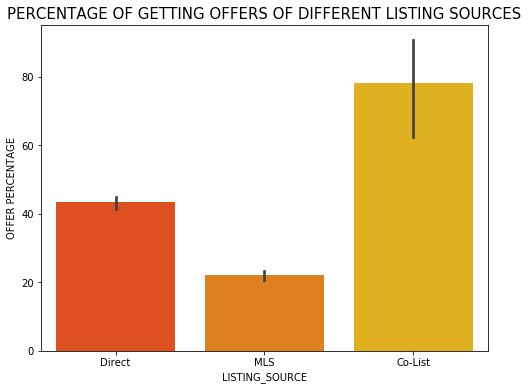 PERCENTAGE OF GETTING OFFERS OF DIFFERENT LISTING SOURCES
OFFER PERCENTAGE
80
60
40
20
0
Direct MLS Co-List
LISTING_SOURCE